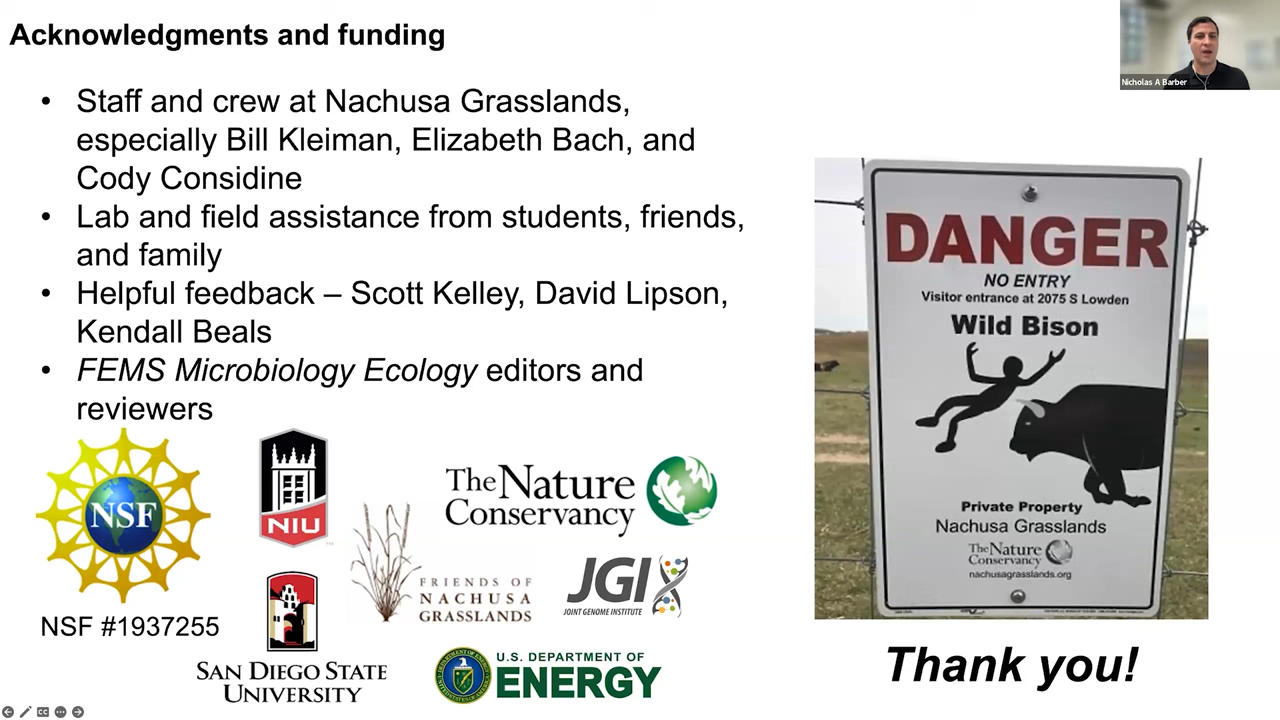 Acknowledgments and funding
Nicholas A Barber
• Staff and crew at Nachusa Grasslands,
especially Bill Kleiman, Elizabeth Bach, and
Cody Considine
• Lab and field assistance from students, friends,
and family
• Helpful feedback – Scott Kelley, David Lipson,
Kendall Beals
• FEMS Microbiology Ecology editors and
reviewers
NSF
NSF #1937255
NIU
The Nature
Conservancy
FRIENDS OF
NACHUSA
GRASSLANDS
JGI
JOINT GENOME INSTITUTE
SAN DIEGO STATE
UNIVERSITY
U.S. DEPARTMENT OF
ENERGY
DANGER
NO ENTRY
Visitor entrance at 2075 S Lowden
Wild Bison
Private Property
Nachusa Grasslands
The Nature
Conservancy
nachusagrasslands.org
Thank you!